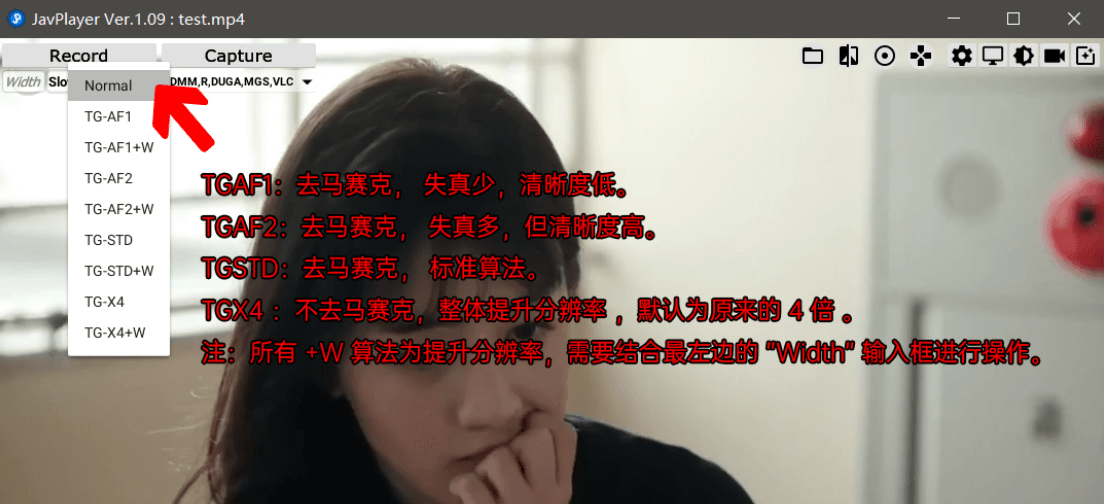 JavPlayer Ver.1.09 : test.mp4
Record Capture
Width Slo DMM,R,DUGA,MGS,VLC
Normal
TG-AF1
TG-AF1+W
TG-AF2
TG-AF2+W
TG-STD
TG-STD+W
TG-X4
TG-X4+W
TGAF1：去马赛克， 失真少，清晰度低。
TGAF2：去马赛克， 失真多，但清晰度高。
TGSTD：去马赛克， 标准算法。
TGX4 ：不去马赛克，整体提升分辨率 ，默认为原来的 4 倍 。
注：所有 +W 算法为提升分辨率，需要结合最左边的 "Width" 输入框进行操作。